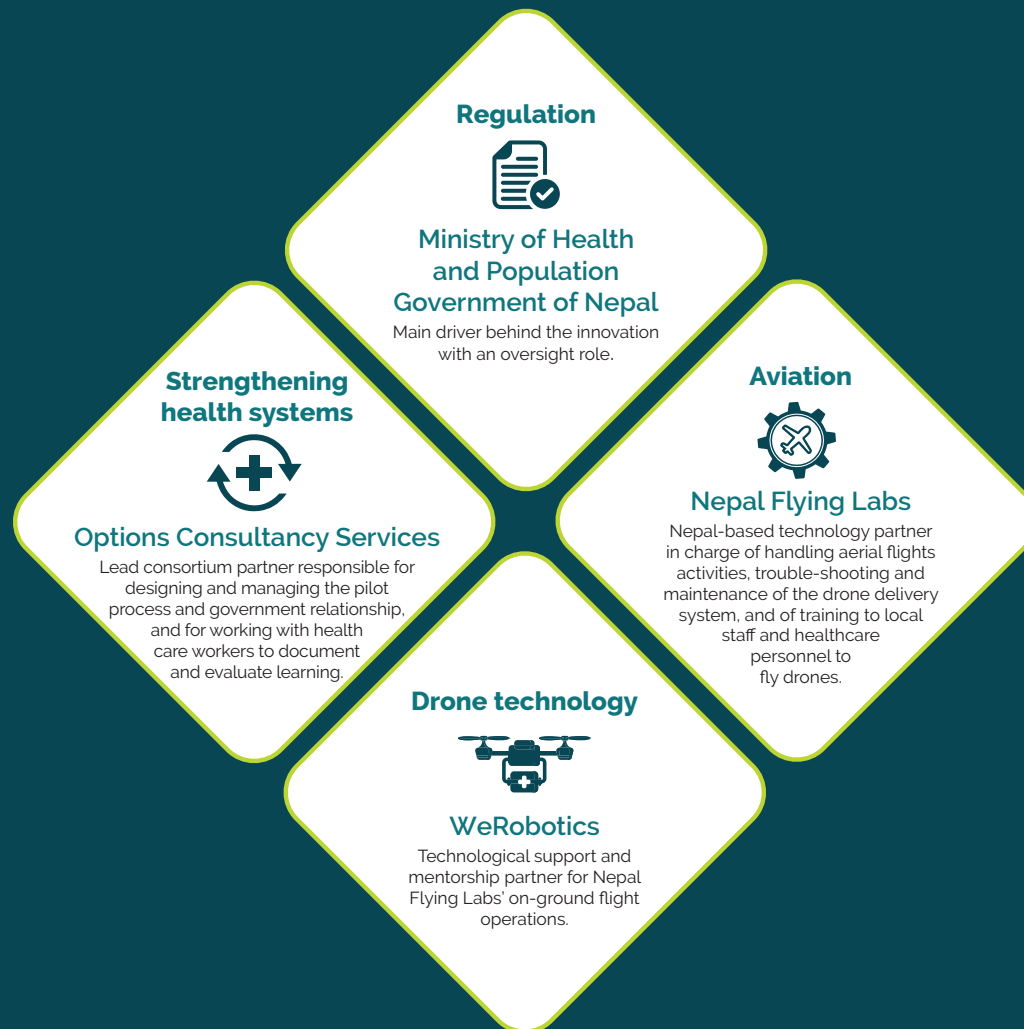 Regulation
Ministry of Health
and Population
Government of Nepal
Main driver behind the innovation
with an oversight role.
Strengthening
health systems
Options Consultancy Services
Lead consortium partner responsible for
designing and managing the pilot
process and government relationship,
and for working with health
care workers to document
and evaluate learning.
Aviation
Nepal Flying Labs
Nepal-based technology partner
in charge of handling aerial flights
activities, trouble-shooting and
maintenance of the drone delivery
system, and of training to local
staff and healthcare
personnel to
fly drones.
Drone technology
WeRobotics
Technological support and
mentorship partner for Nepal
Flying Labs’ on-ground flight
operations.